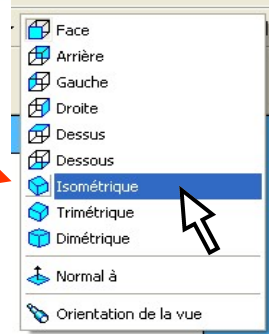 Face
Arrière
Gauche
Droite
Dessus
Dessous
Isométrique
Trimétrique
Dimétrique
Normal à
Orientation de la vue